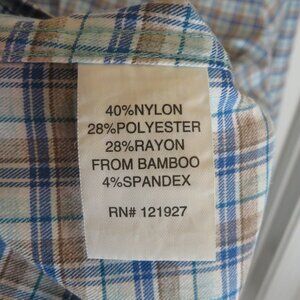 40%NYLON
28%POLYESTER
28%RAYON
FROM BAMBOO
4%SPANDEX
RN# 121927